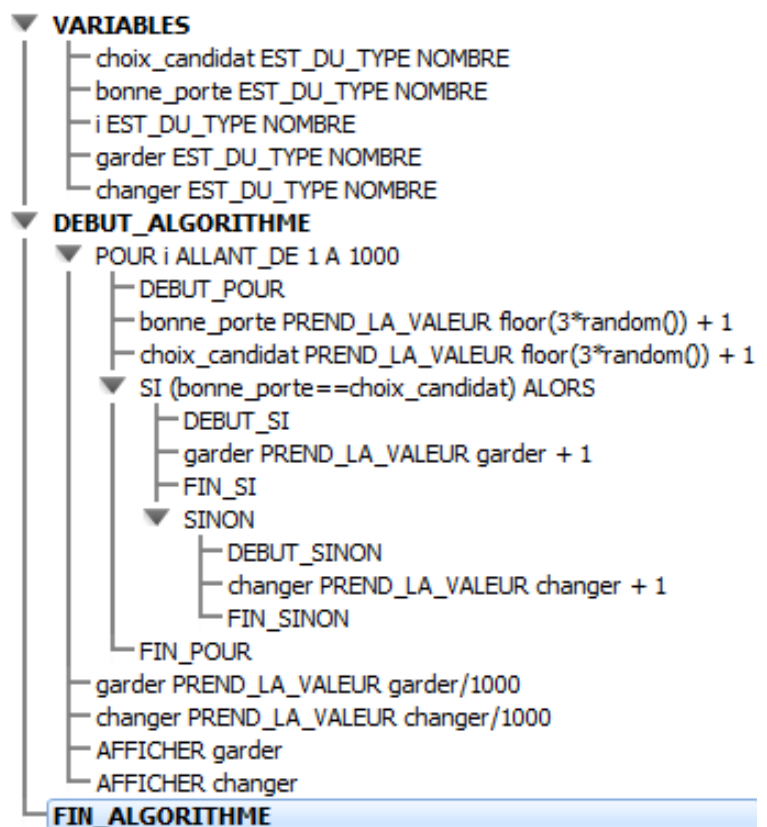 VARIABLES
choix_candidat EST_DU_TYPE NOMBRE
bonne_porte EST_DU_TYPE NOMBRE
i EST_DU_TYPE NOMBRE
garder EST_DU_TYPE NOMBRE
changer EST_DU_TYPE NOMBRE
DEBUT_ALGORITHME
POUR i ALLANT_DE 1 A 1000
DEBUT_POUR
bonne_porte PREND_LA_VALEUR floor(3*random()) + 1
choix_candidat PREND_LA_VALEUR floor(3*random()) + 1
SI (bonne_porte==choix_candidat) ALORS
DEBUT_SI
garder PREND_LA_VALEUR garder + 1
FIN_SI
SINON
DEBUT_SINON
changer PREND_LA_VALEUR changer + 1
FIN_SINON
FIN_POUR
garder PREND_LA_VALEUR garder/1000
changer PREND_LA_VALEUR changer/1000
AFFICHER garder
AFFICHER changer
FIN_ALGORITHME